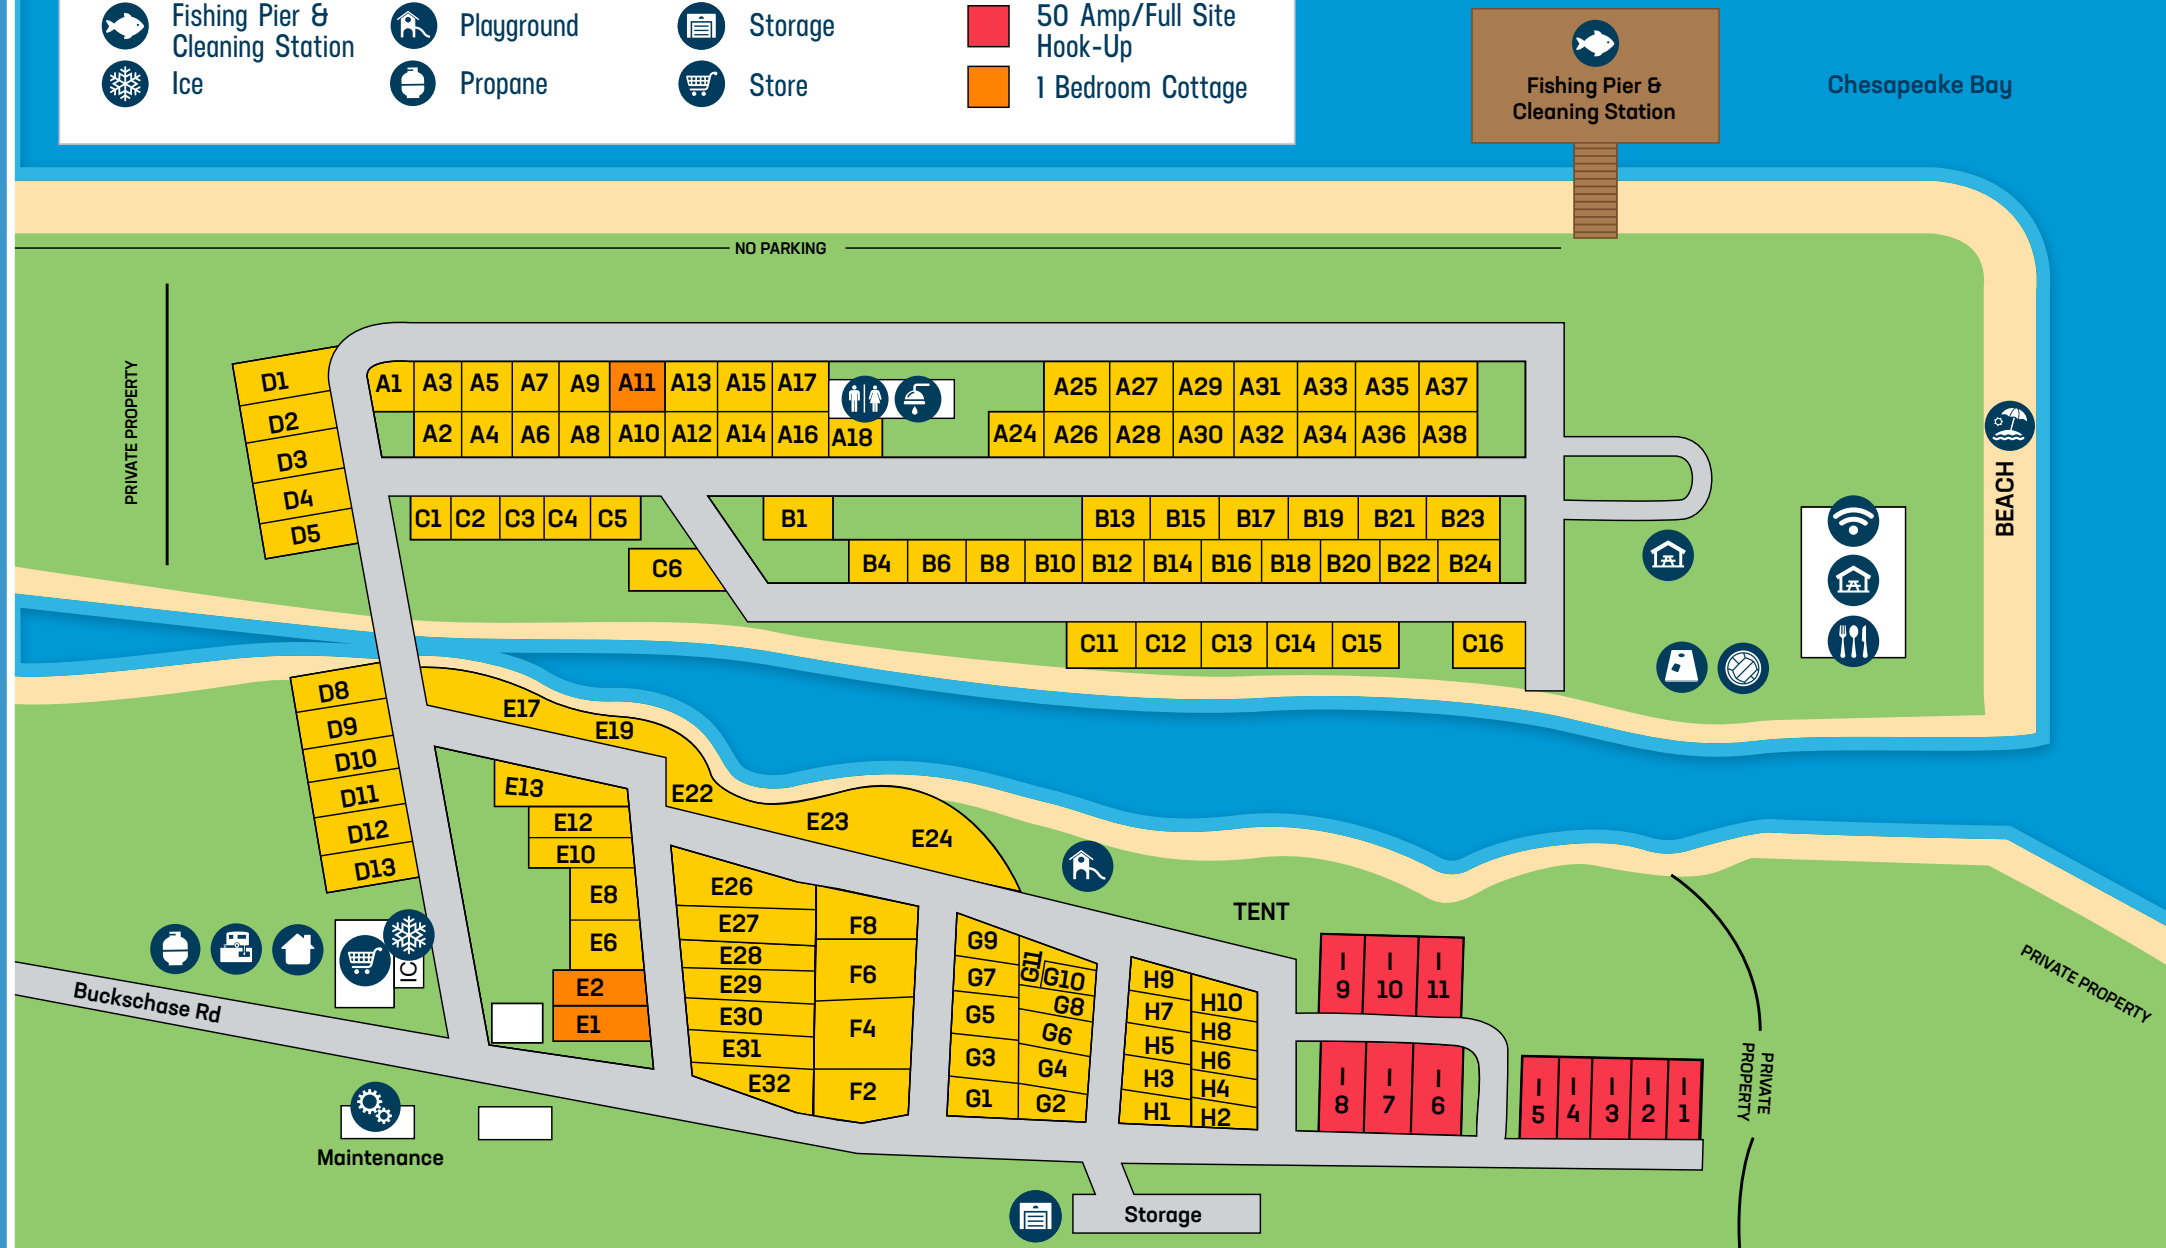 Fishing Pier &
Cleaning Station
Playground
Storage
50 Amp/Full Site
Hook-Up
Ice
Propane
Store
1 Bedroom Cottage
Fishing Pier &
Cleaning Station
Chesapeake Bay
NO PARKING
PRIVATE PROPERTY
BEACH
D1
D2
D3
D4
D5
A1 A3 A5 A7 A9 A11 A13 A15 A17
A25 A27 A29 A31 A33 A35 A37
A2 A4 A6 A8 A10 A12 A14 A16 A18
A24 A26 A28 A30 A32 A34 A36 A38
C1 C2 C3 C4 C5
B1
B13 B15 B17 B19 B21 B23
C6
B4 B6 B8 B10 B12 B14 B16 B18 B20 B22 B24
C11 C12 C13 C14 C15 C16
D8
D9
D10
D11
D12
D13
E17
E19
E22
E23
E24
E13
E12
E10
E8
E6
E2
E1
E26
E27
E28
E29
E30
E31
E32
F8
F6
F4
F2
G9
G7
G5
G3
G1
G11
G10
G8
G6
G4
G2
H9
H7
H5
H3
H1
H10
H8
H6
H4
H2
TENT
I 9
I 10
I 11
I 8
I 7
I 6
I 5
I 4
I 3
I 2
I 1
IC
Buckschase Rd
Maintenance
Storage
PRIVATE
PROPERTY
PRIVATE PROPERTY